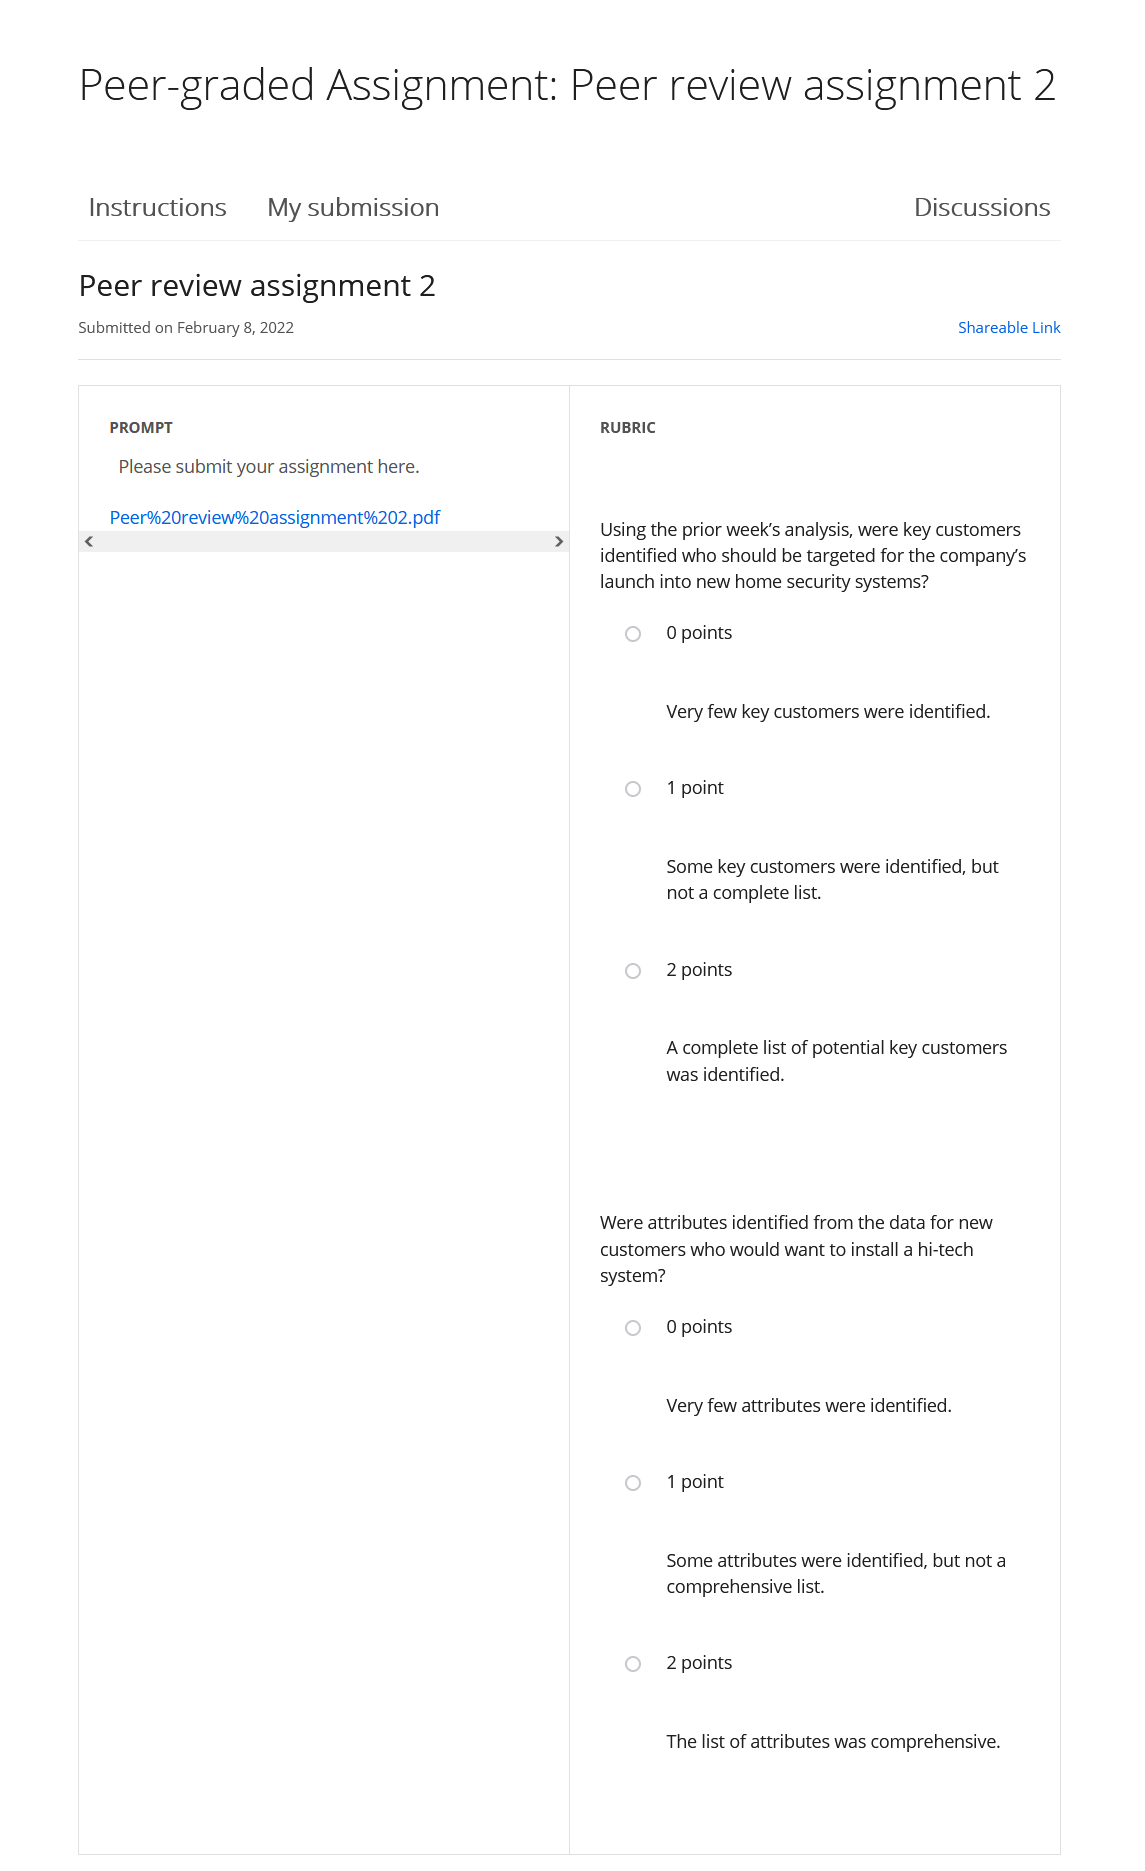 Peer-graded Assignment: Peer review assignment 2
Instructions My submission Discussions
Peer review assignment 2
Submitted on February 8, 2022 Shareable Link
PROMPT
Please submit your assignment here.
Peer%20review%20assignment%202.pdf
RUBRIC
Using the prior week’s analysis, were key customers
identified who should be targeted for the company’s
launch into new home security systems?
0 points
Very few key customers were identified.
1 point
Some key customers were identified, but
not a complete list.
2 points
A complete list of potential key customers
was identified.
Were attributes identified from the data for new
customers who would want to install a hi-tech
system?
0 points
Very few attributes were identified.
1 point
Some attributes were identified, but not a
comprehensive list.
2 points
The list of attributes was comprehensive.